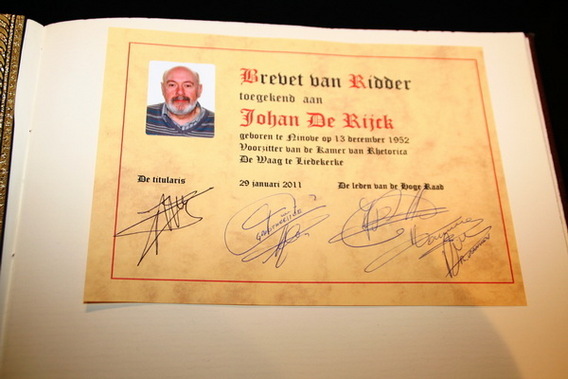 Brevet van Ridder
toegekend aan
Johan De Rijck
geboren te Ninove op 13 december 1952
Voorzitter van de Kamer van Rhetorica
De Waag te Liedekerke
De titularis 29 januari 2011 De leden van de Hoge Raad